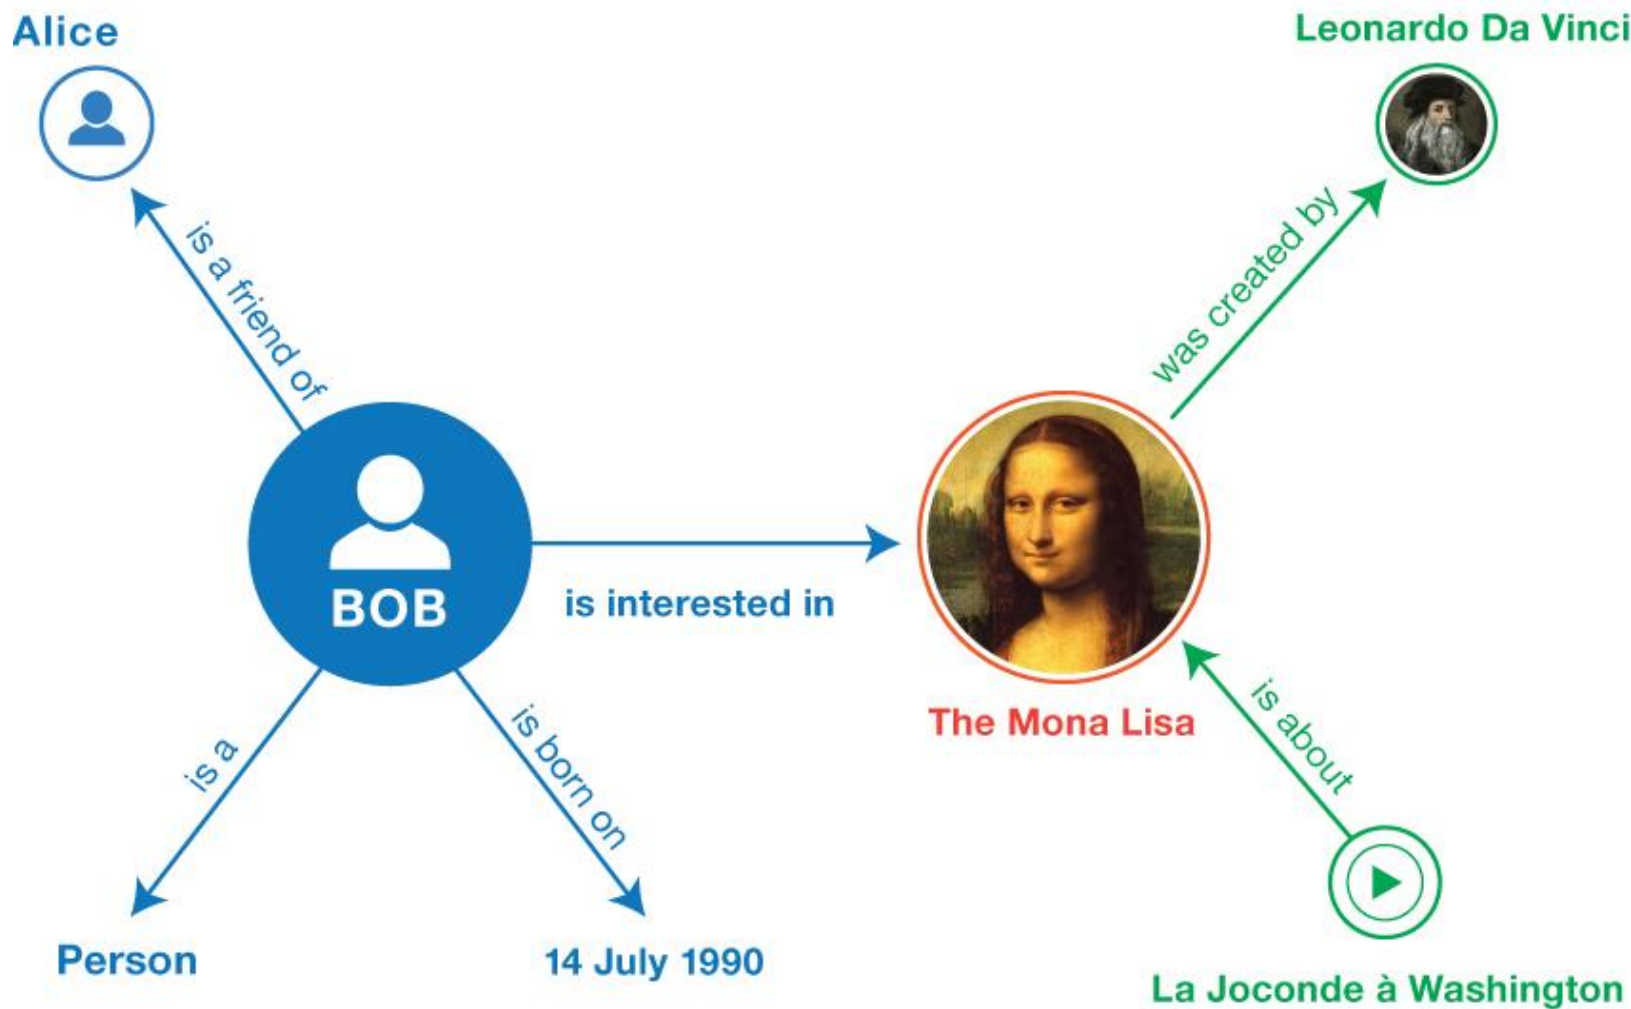 Alice
Leonardo Da Vinci
is a friend of
was created by
BOB
is interested in
The Mona Lisa
is a
is born on
is about
Person
14 July 1990
La Joconde à Washington